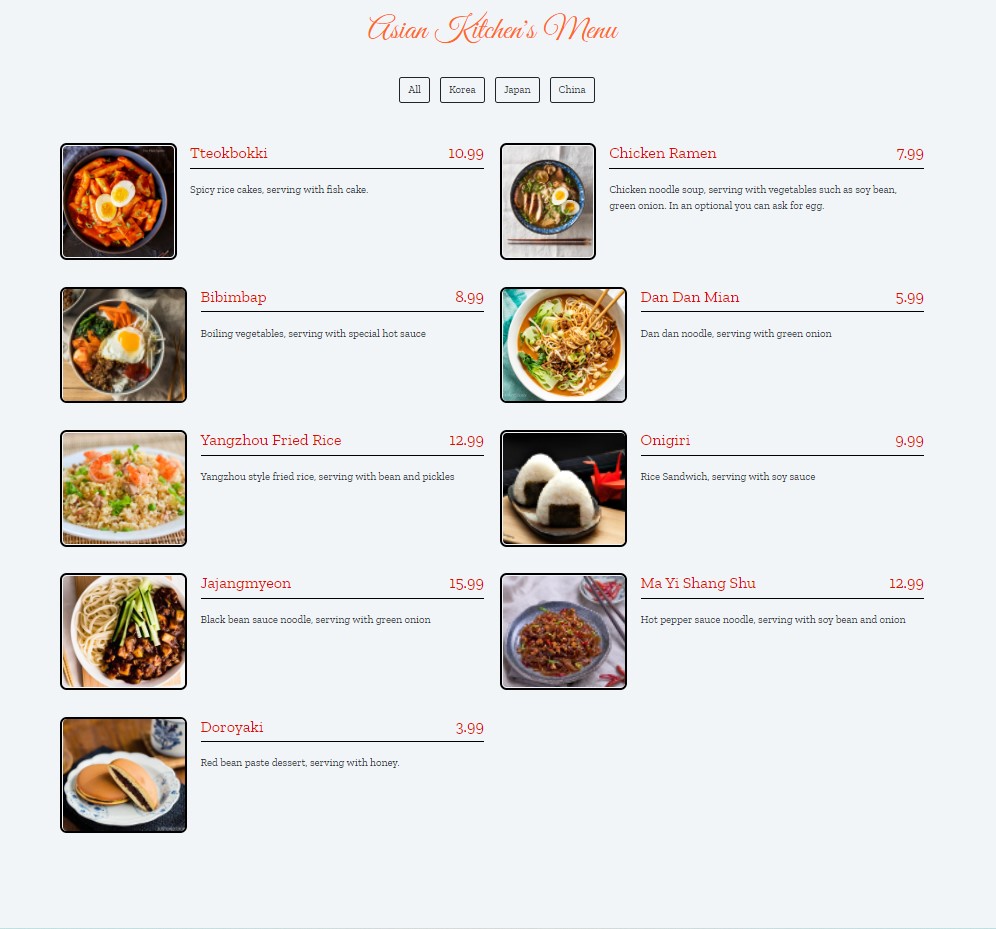 Asian Kitchen's Menu
All Korea Japan China
Tteokbokki 10.99
Spicy rice cakes, serving with fish cake.
Chicken Ramen 7.99
Chicken noodle soup, serving with vegetables such as soy bean,
green onion. In an optional you can ask for egg.
Bibimbap 8.99
Boiling vegetables, serving with special hot sauce
Dan Dan Mian 5.99
Dan dan noodle, serving with green onion
Yangzhou Fried Rice 12.99
Yangzhou style fried rice, serving with bean and pickles
Onigiri 9.99
Rice Sandwich, serving with soy sauce
Jajangmyeon 15.99
Black bean sauce noodle, serving with green onion
Ma Yi Shang Shu 12.99
Hot pepper sauce noodle, serving with soy bean and onion
Doroyaki 3.99
Red bean paste dessert, serving with honey.